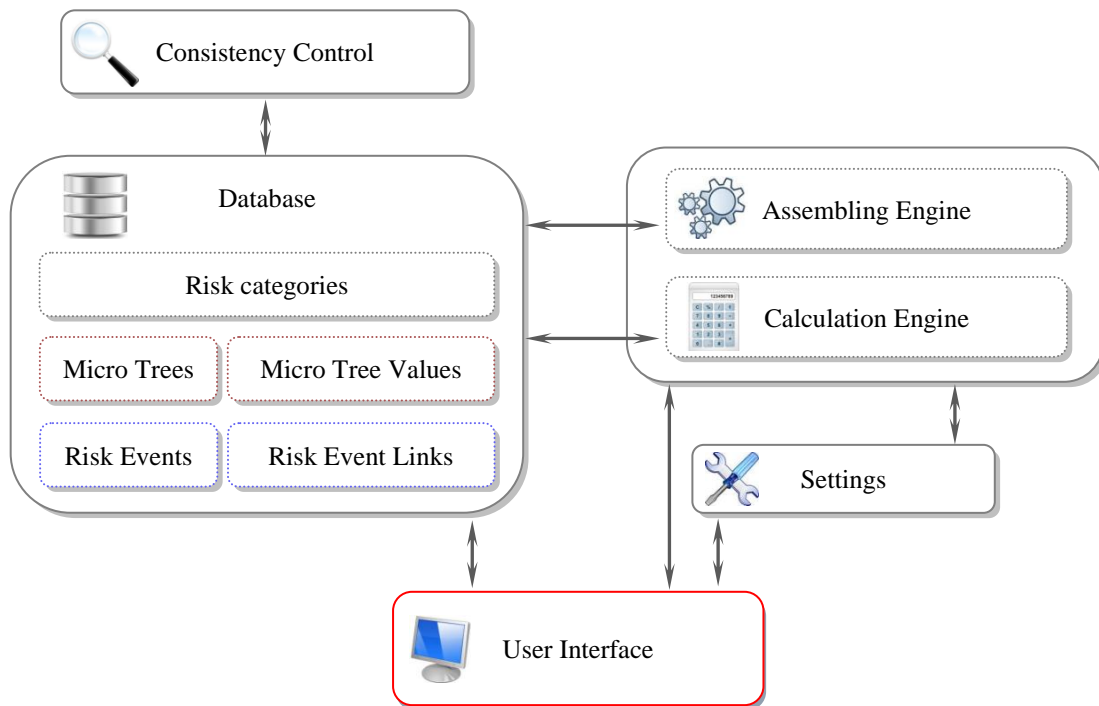 Consistency Control
Database
Risk categories
Micro Trees
Micro Tree Values
Risk Events
Risk Event Links
Assembling Engine
Calculation Engine
Settings
User Interface